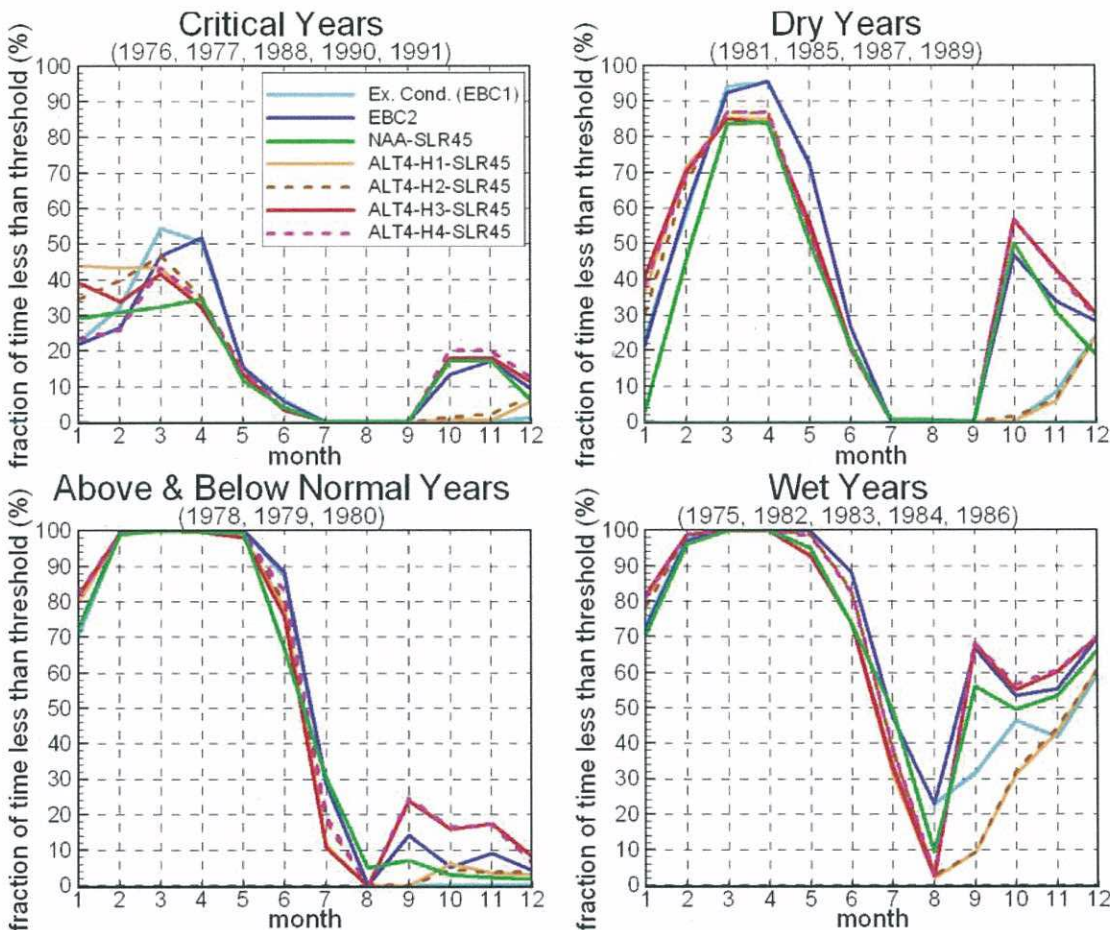 Critical Years
(1976, 1977, 1988, 1990, 1991)
fraction of time less than threshold (%)
100
90
80
70
60
50
40
30
20
10
0
Ex. Cond. (EBC1)
EBC2
NAA-SLR45
ALT4-H1-SLR45
ALT4-H2-SLR45
ALT4-H3-SLR45
ALT4-H4-SLR45
1 2 3 4 5 6 7 8 9 10 11 12
month
Dry Years
(1981, 1985, 1987, 1989)
fraction of time less than threshold (%)
100
90
80
70
60
50
40
30
20
10
0
1 2 3 4 5 6 7 8 9 10 11 12
month
Above & Below Normal Years
(1978, 1979, 1980)
fraction of time less than threshold (%)
100
90
80
70
60
50
40
30
20
10
0
1 2 3 4 5 6 7 8 9 10 11 12
month
Wet Years
(1975, 1982, 1983, 1984, 1986)
fraction of time less than threshold (%)
100
90
80
70
60
50
40
30
20
10
0
1 2 3 4 5 6 7 8 9 10 11 12
month